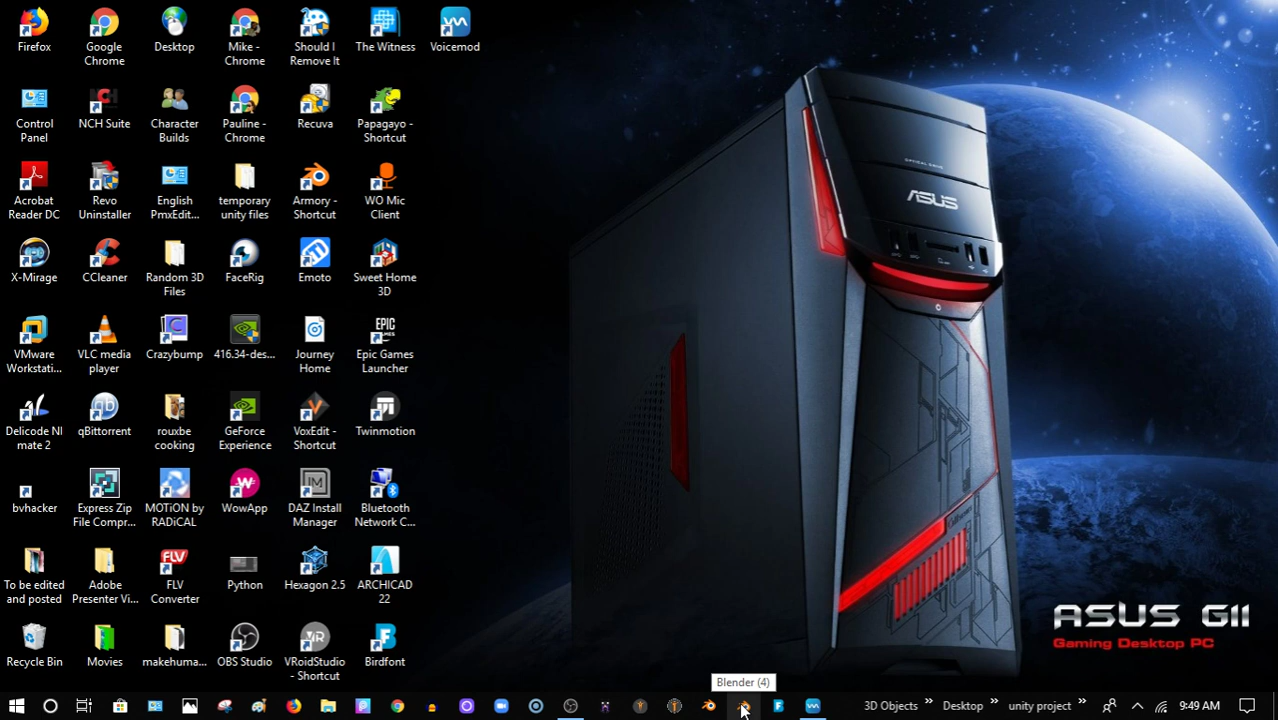 Firefox
Google Chrome
Desktop
Mike - Chrome
Should I Remove It
The Witness
Voicemod
Control Panel
NCH Suite
Character Builds
Pauline - Chrome
Recuva
Papagayo - Shortcut
Acrobat Reader DC
Revo Uninstaller
English PmxEdit...
temporary unity files
Armory - Shortcut
WO Mic Client
X-Mirage
CCleaner
Random 3D Files
FaceRig
Emoto
Sweet Home 3D
VMware Workstati...
VLC media player
Crazybump
416.34-des...
Journey Home
Epic Games Launcher
Delicode NI mate 2
qBittorrent
rouxbe cooking
GeForce Experience
VoxEdit - Shortcut
Twinmotion
bvhacker
Express Zip File Compr...
MOTiON by RADiCAL
WowApp
DAZ Install Manager
Bluetooth Network C...
To be edited and posted
Adobe Presenter Vi...
FLV Converter
Python
Hexagon 2.5
ARCHICAD 22
Recycle Bin
Movies
makehuma...
OBS Studio
VRoidStudio - Shortcut
Birdfont
OPTICAL DRIVE
ASUS
ASUS G11
Gaming Desktop PC
Blender (4)
3D Objects
Desktop
unity project
9:49 AM